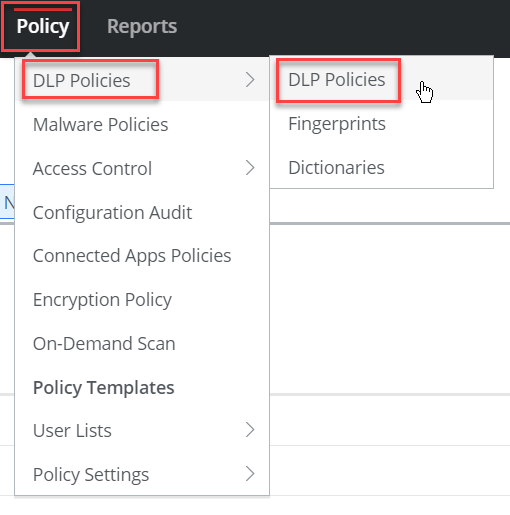 Policy Reports
DLP Policies
Malware Policies
Access Control
Configuration Audit
Connected Apps Policies
Encryption Policy
On-Demand Scan
Policy Templates
User Lists
Policy Settings
DLP Policies
Fingerprints
Dictionaries
N